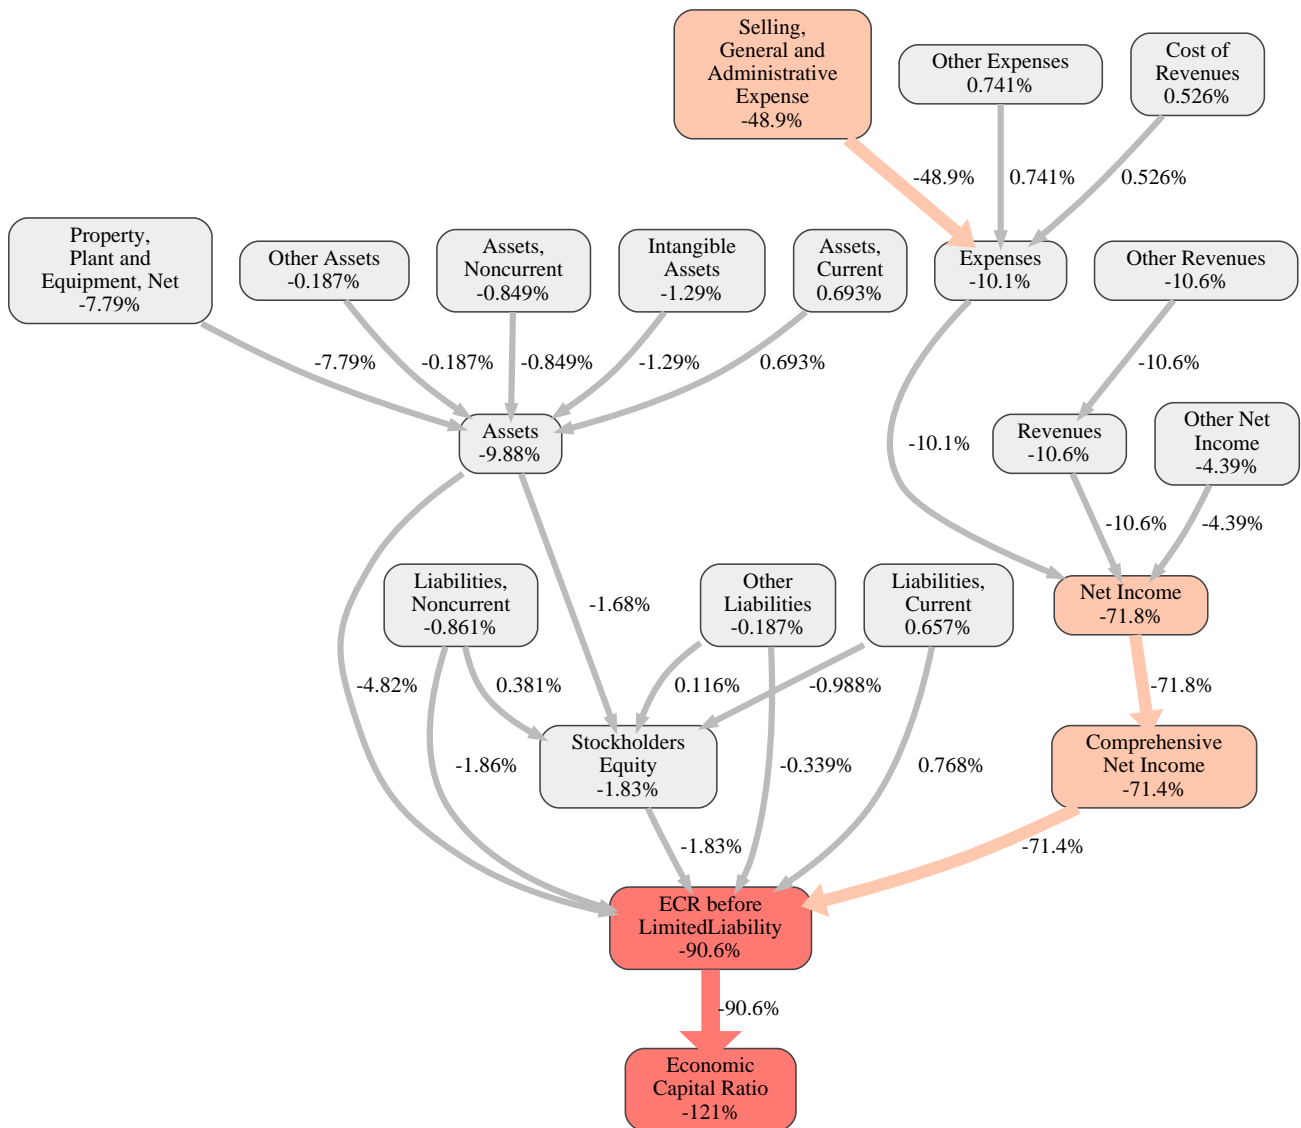 Selling,
General and
Administrative
Expense
-48.9%
Other Expenses
0.741%
Cost of
Revenues
0.526%
-48.9%
0.741%
0.526%
Property,
Plant and
Equipment, Net
-7.79%
Other Assets
-0.187%
Assets,
Noncurrent
-0.849%
Intangible
Assets
-1.29%
Assets,
Current
0.693%
Expenses
-10.1%
Other Revenues
-10.6%
-7.79%
-0.187%
-0.849%
-1.29%
0.693%
-10.6%
Assets
-9.88%
-10.1%
Revenues
-10.6%
Other Net
Income
-4.39%
-10.6%
-4.39%
Liabilities,
Noncurrent
-0.861%
-1.68%
Other
Liabilities
-0.187%
Liabilities,
Current
0.657%
Net Income
-71.8%
-4.82%
0.381%
0.116%
-0.988%
-71.8%
Stockholders
Equity
-1.83%
Comprehensive
Net Income
-71.4%
-1.86%
-0.339%
0.768%
-1.83%
-71.4%
ECR before
LimitedLiability
-90.6%
-90.6%
Economic
Capital Ratio
-121%